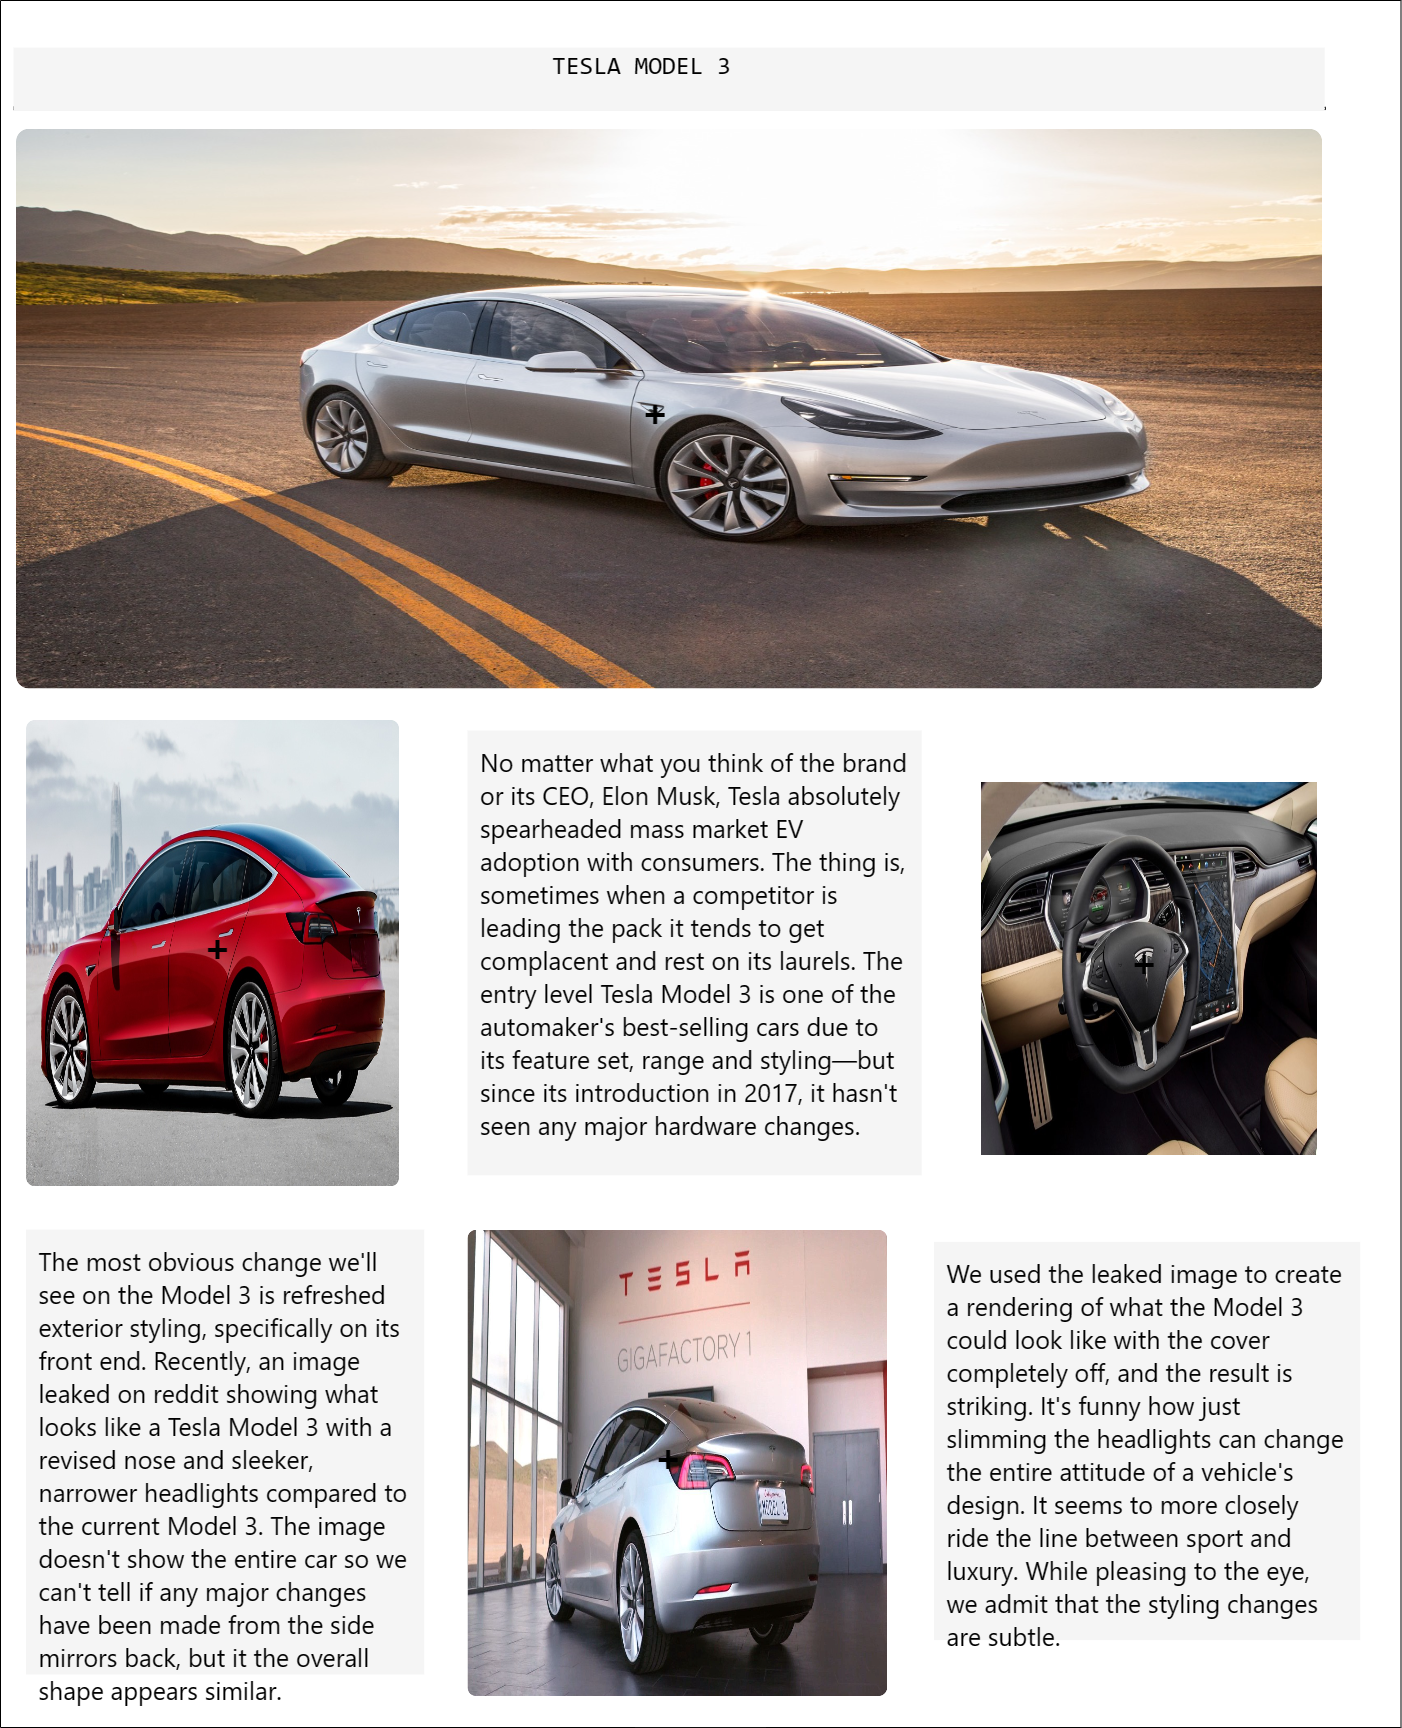 TESLA MODEL 3
No matter what you think of the brand
or its CEO, Elon Musk, Tesla absolutely
spearheaded mass market EV
adoption with consumers. The thing is,
sometimes when a competitor is
leading the pack it tends to get
complacent and rest on its laurels. The
entry level Tesla Model 3 is one of the
automaker's best-selling cars due to
its feature set, range and styling—but
since its introduction in 2017, it hasn't
seen any major hardware changes.
The most obvious change we'll
see on the Model 3 is refreshed
exterior styling, specifically on its
front end. Recently, an image
leaked on reddit showing what
looks like a Tesla Model 3 with a
revised nose and sleeker,
narrower headlights compared to
the current Model 3. The image
doesn't show the entire car so we
can't tell if any major changes
have been made from the side
mirrors back, but it the overall
shape appears similar.
TESLA
GIGAFACTORY 1
MODEL 3
We used the leaked image to create
a rendering of what the Model 3
could look like with the cover
completely off, and the result is
striking. It's funny how just
slimming the headlights can change
the entire attitude of a vehicle's
design. It seems to more closely
ride the line between sport and
luxury. While pleasing to the eye,
we admit that the styling changes
are subtle.